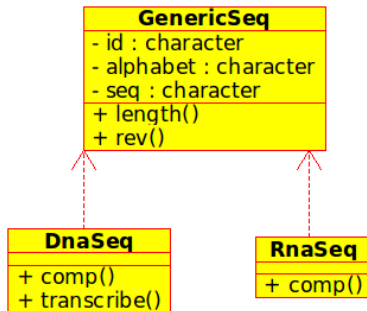 GenericSeq
- id : character
- alphabet : character
- seq : character
+ length()
+ rev()
DnaSeq
+ comp()
+ transcribe()
RnaSeq
+ comp()